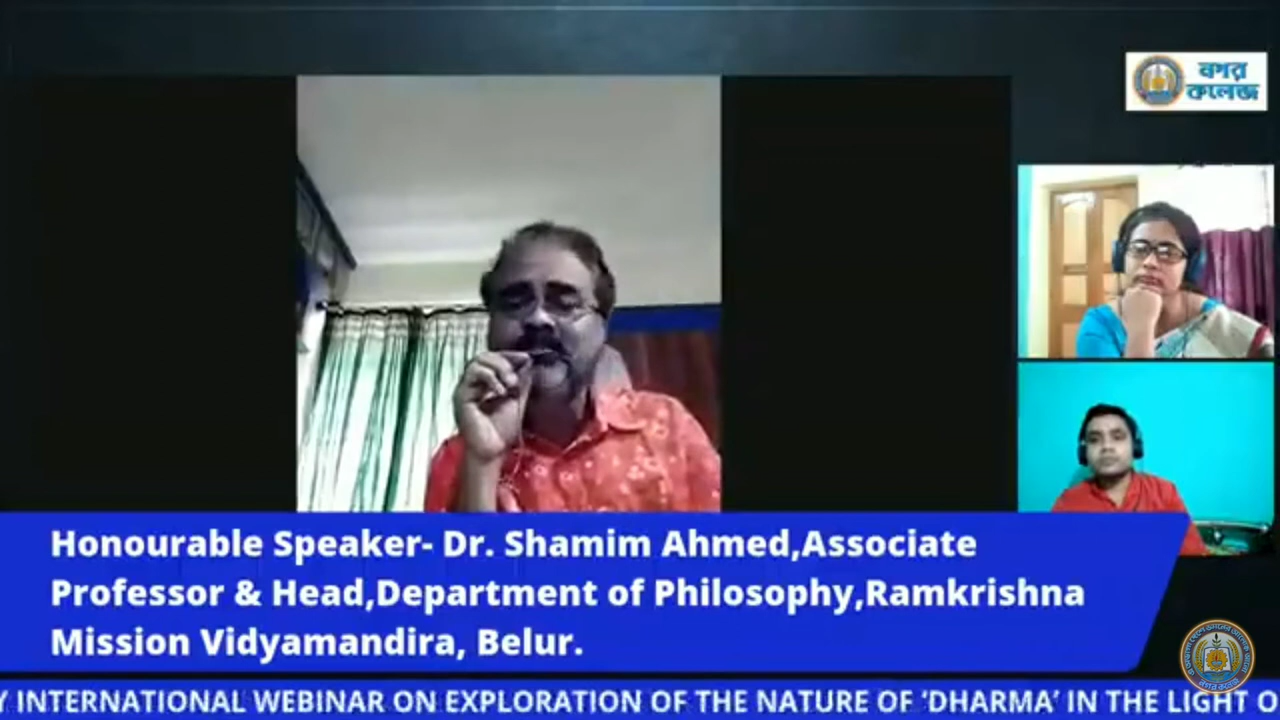 নগর
কলেজ
Honourable Speaker- Dr. Shamim Ahmed,Associate
Professor & Head,Department of Philosophy,Ramkrishna
Mission Vidyamandira, Belur.
Y INTERNATIONAL WEBINAR ON EXPLORATION OF THE NATURE OF ‘DHARMA’ IN THE LIGHT O